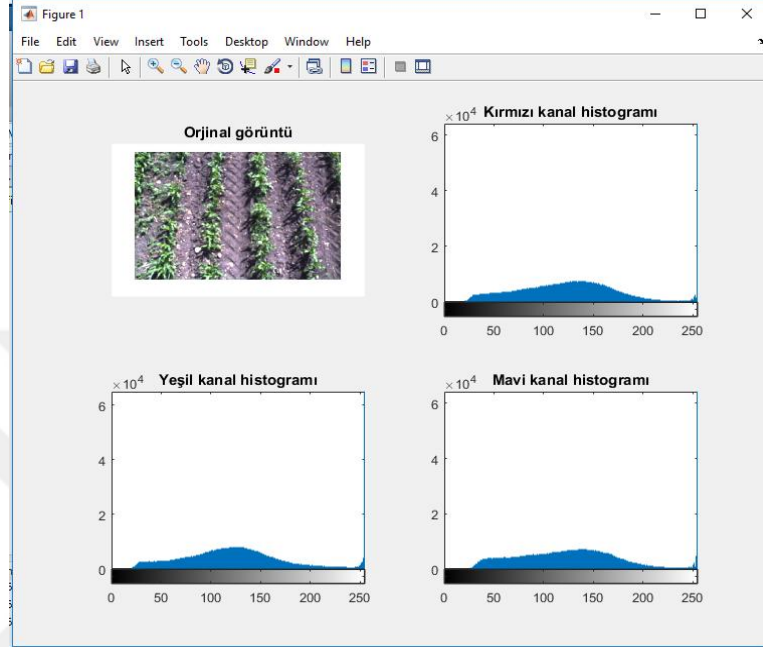 Figure 1
File Edit View Insert Tools Desktop Window Help
Orjinal görüntü
×10⁴ Kırmızı kanal histogramı
6
4
2
0
0 50 100 150 200 250
×10⁴ Yeşil kanal histogramı
6
4
2
0
0 50 100 150 200 250
×10⁴ Mavi kanal histogramı
6
4
2
0
0 50 100 150 200 250